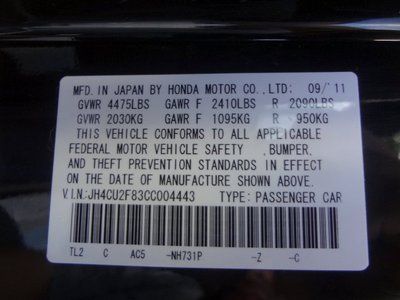 MFD. IN JAPAN BY HONDA MOTOR CO.,LTD: 09/'11
GVWR 4475LBS GAWR F 2410LBS R 2090LBS
GVWR 2030KG GAWR F 1095KG R 950KG
THIS VEHICLE CONFORMS TO ALL APPLICABLE
FEDERAL MOTOR VEHICLE SAFETY ,BUMPER,
AND THEFT PREVENTION STANDARDS IN EFFECT
ON THE DATE OF MANUFACTURE SHOWN ABOVE.
V.I.N:JH4CU2F83CC004443 TYPE: PASSENGER CAR
TL2 C AC5 -NH731P -Z -C